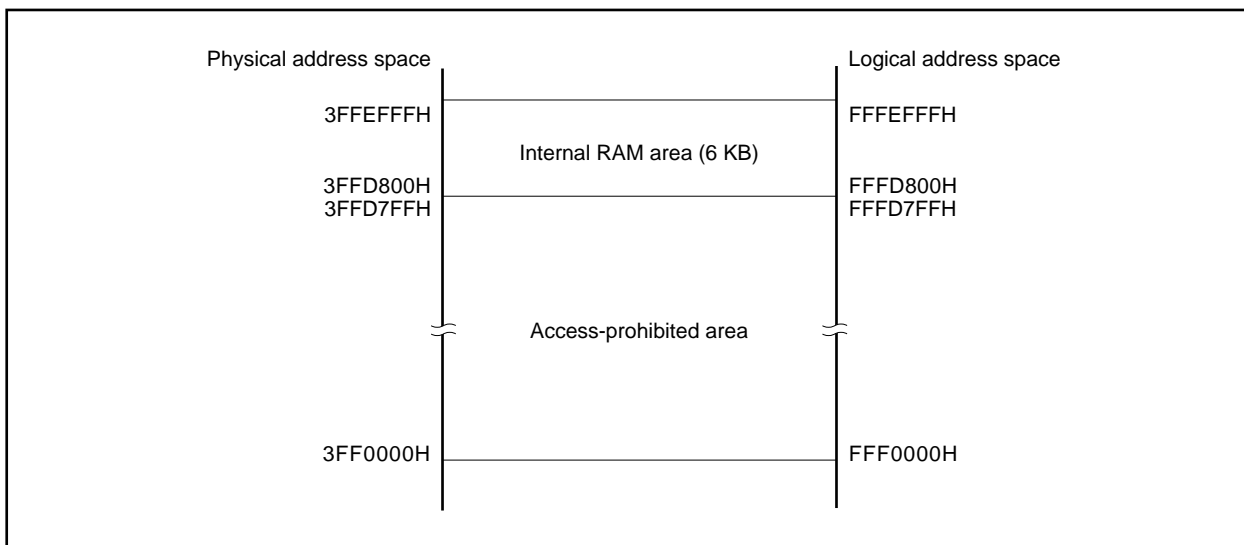 Physical address space
Logical address space
3FFEFFFH
FFFEFFFH
Internal RAM area (6 KB)
3FFD800H
FFFD800H
3FFD7FFH
FFFD7FFH
Access-prohibited area
3FF0000H
FFF0000H